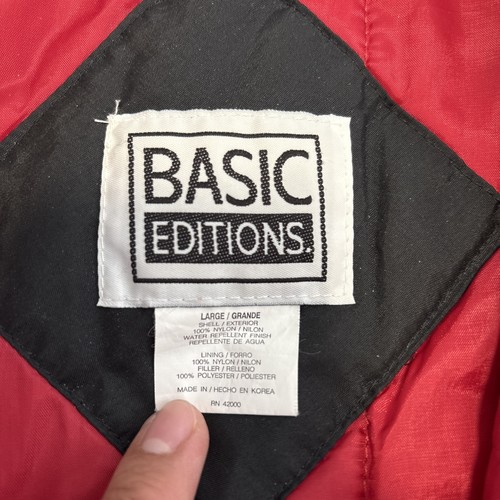 BASIC
EDITIONS.
LARGE / GRANDE
SHELL / EXTERIOR
100% NYLON / NILON
WATER REPELLENT FINISH
REPELLENTE DE AGUA
LINING / FORRO
100% NYLON / NILON
FILLER / RELLENO
100% POLYESTER / POLIESTER
MADE IN / HECHO EN KOREA
RN 42000